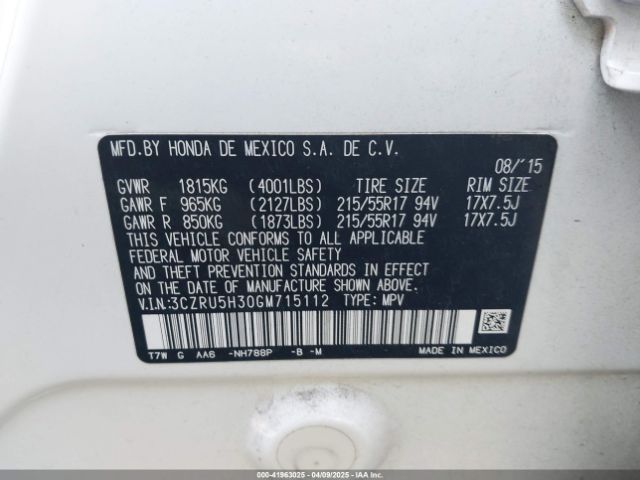 MFD.BY HONDA DE MEXICO S.A. DE C.V.
08/'15
GVWR 1815KG (4001LBS) TIRE SIZE RIM SIZE
GAWR F 965KG (2127LBS) 215/55R17 94V 17X7.5J
GAWR R 850KG (1873LBS) 215/55R17 94V 17X7.5J
THIS VEHICLE CONFORMS TO ALL APPLICABLE
FEDERAL MOTOR VEHICLE SAFETY
AND THEFT PREVENTION STANDARDS IN EFFECT
ON THE DATE OF MANUFACTURE SHOWN ABOVE.
V.I.N.:3CZRU5H30GM715112 TYPE: MPV
T7W G AA6 -NH788P -B -M MADE IN MEXICO
000-41963025 - 04/09/2025 - IAAI.COM